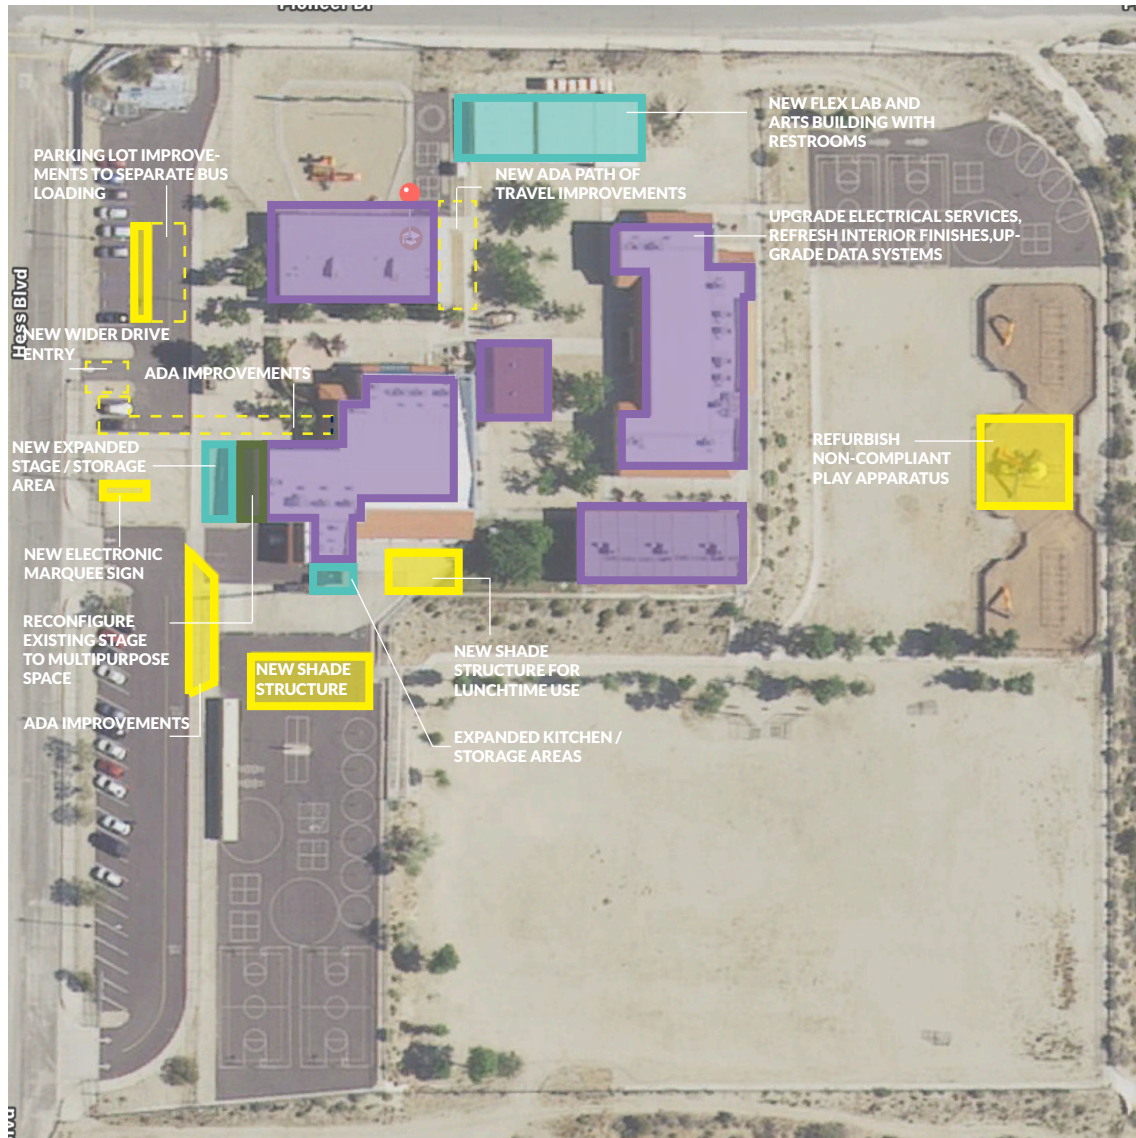 Pioneer Dr
NEW FLEX LAB AND
ARTS BUILDING WITH
RESTROOMS
PARKING LOT IMPROVE-
MENTS TO SEPARATE BUS
LOADING
NEW ADA PATH OF
TRAVEL IMPROVEMENTS
UPGRADE ELECTRICAL SERVICES,
REFRESH INTERIOR FINISHES,UP-
GRADE DATA SYSTEMS
Hess Blvd
NEW WIDER DRIVE
ENTRY
ADA IMPROVEMENTS
NEW EXPANDED
STAGE / STORAGE
AREA
REFURBISH
NON-COMPLIANT
PLAY APPARATUS
NEW ELECTRONIC
MARQUEE SIGN
RECONFIGURE
EXISTING STAGE
TO MULTIPURPOSE
SPACE
NEW SHADE
STRUCTURE FOR
LUNCHTIME USE
NEW SHADE
STRUCTURE
ADA IMPROVEMENTS
EXPANDED KITCHEN /
STORAGE AREAS